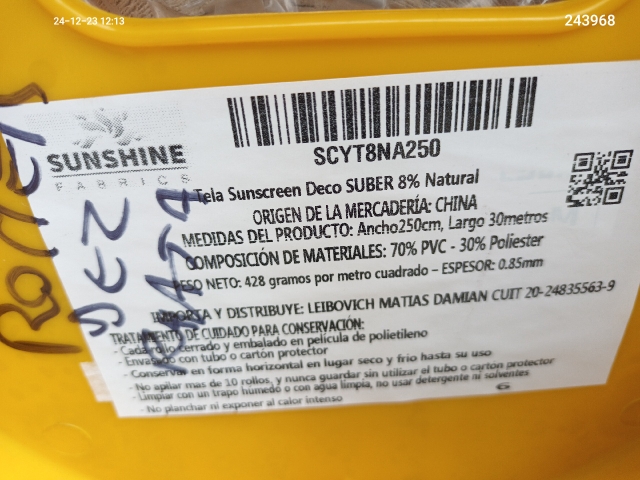 24-12-23 12:13
243968
SUNSHINE
FABRICS
SCYT8NA250
Tela Sunscreen Deco SUBER 8% Natural
ORIGEN DE LA MERCADERÍA: CHINA
MEDIDAS DEL PRODUCTO: Ancho250cm, Largo 30metros
COMPOSICIÓN DE MATERIALES: 70% PVC - 30% Poliester
PESO NETO: 428 gramos por metro cuadrado - ESPESOR: 0.85mm
IMPORTA Y DISTRIBUYE: LEIBOVICH MATIAS DAMIAN CUIT 20-24835563-9
TRATAMIENTO DE CUIDADO PARA CONSERVACIÓN:
- Cada rollo cerrado y embalado en película de polietileno
- Envasado con tubo o cartón protector
- Conservar en forma horizontal en lugar seco y frio hasta su uso
- No apilar mas de 10 rollos, y nunca guardar sin utilizar el tubo o carton protector
- Limpiar con un trapo húmedo o con agua limpia, no usar detergente ni solventes
- No planchar ni exponer al calor intenso
6